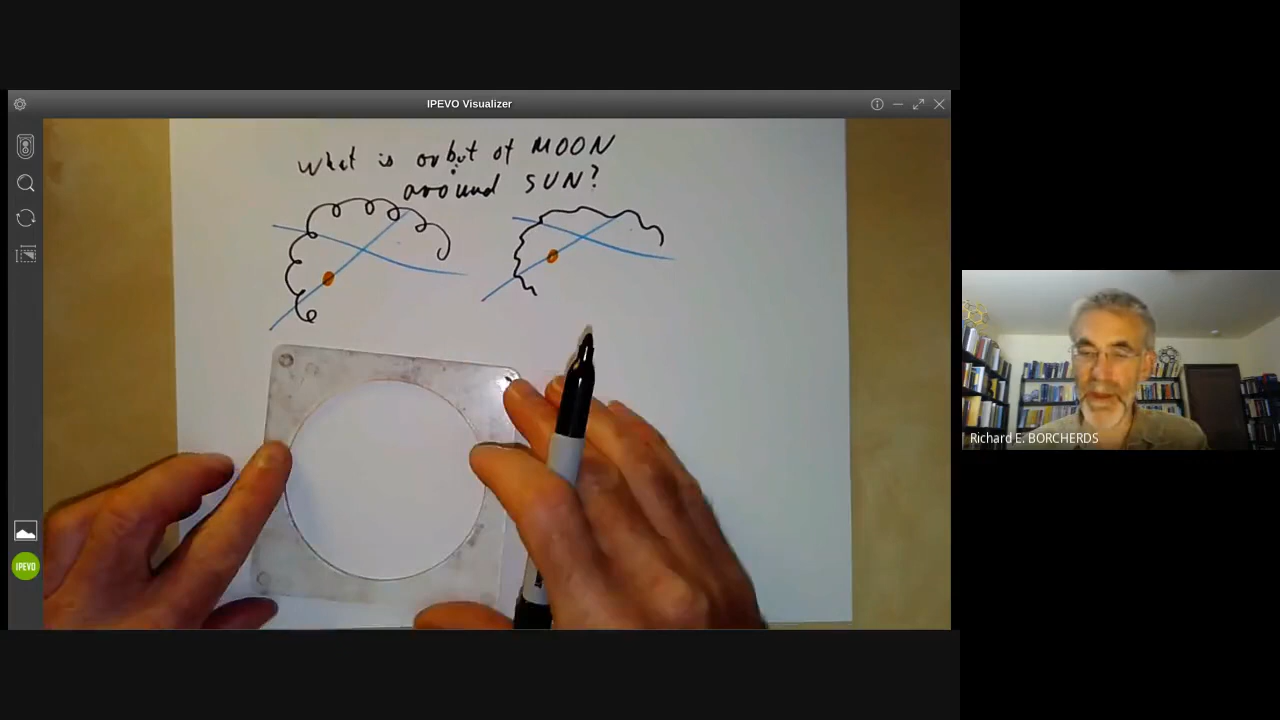 IPEVO Visualizer
What is orbit of MOON
around SUN?
IPEVO
Richard E. BORCHERDS